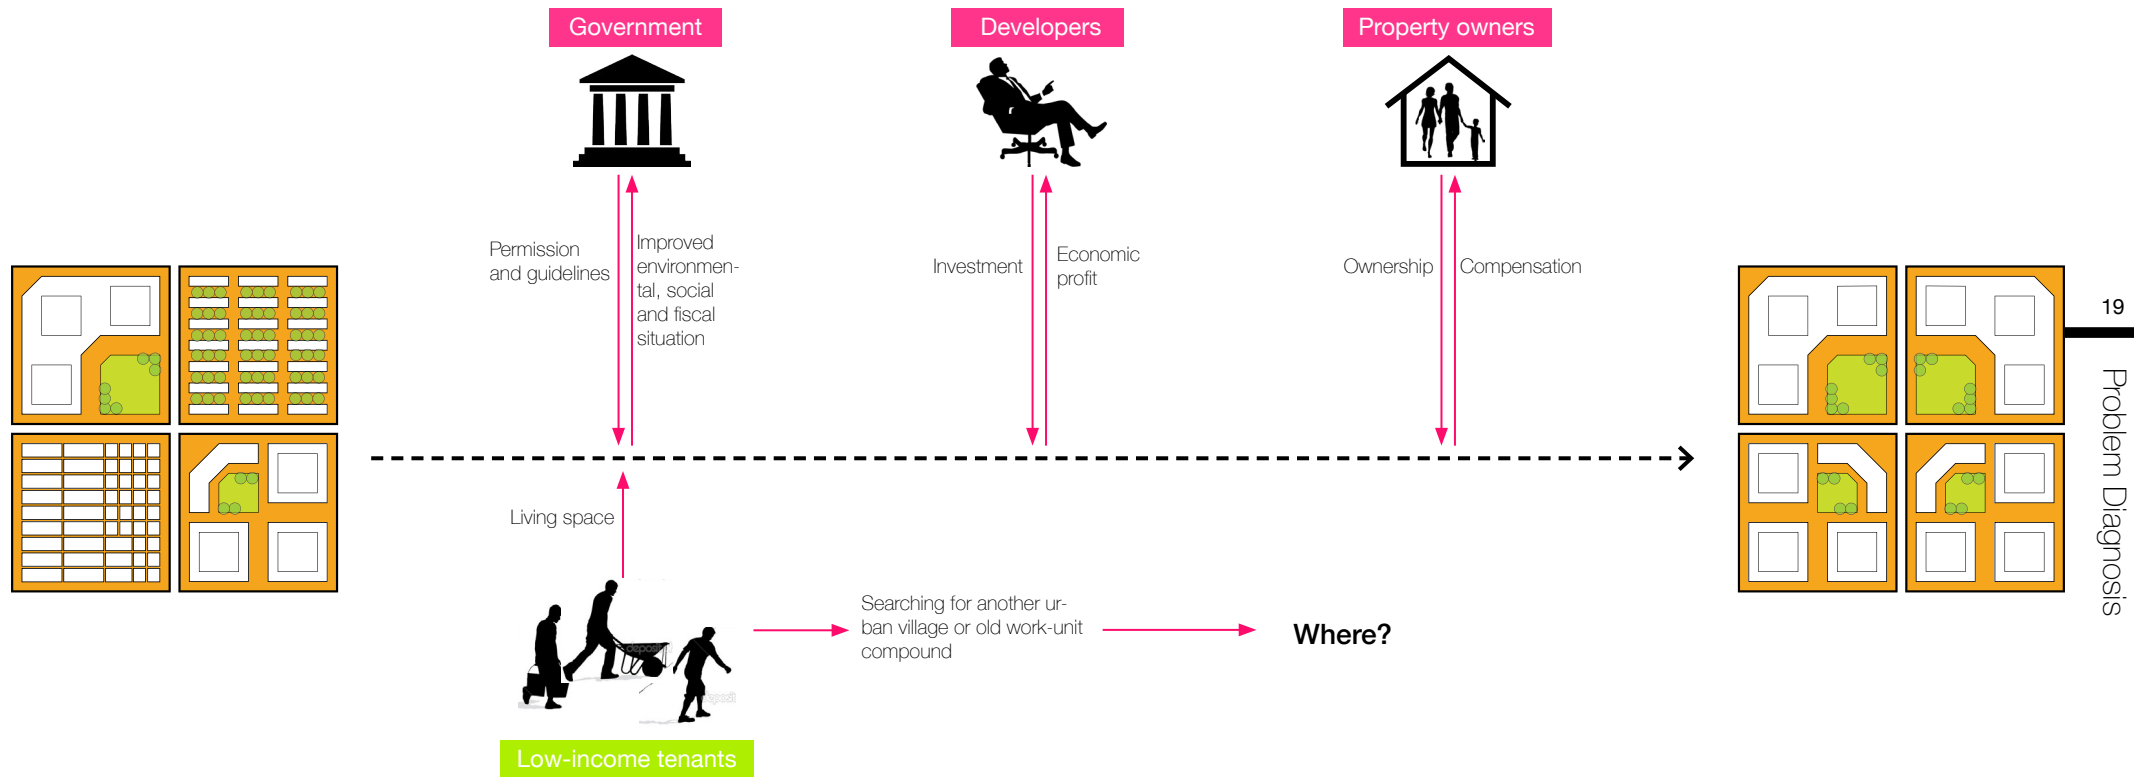 Government
Developers
Property owners
Permission
and guidelines
Improved
environmen-
tal, social
and fiscal
situation
Investment
Economic
profit
Ownership
Compensation
19
Problem Diagnosis
Living space
Searching for another ur-
ban village or old work-unit
compound
Where?
deposit
deposit
Low-income tenants